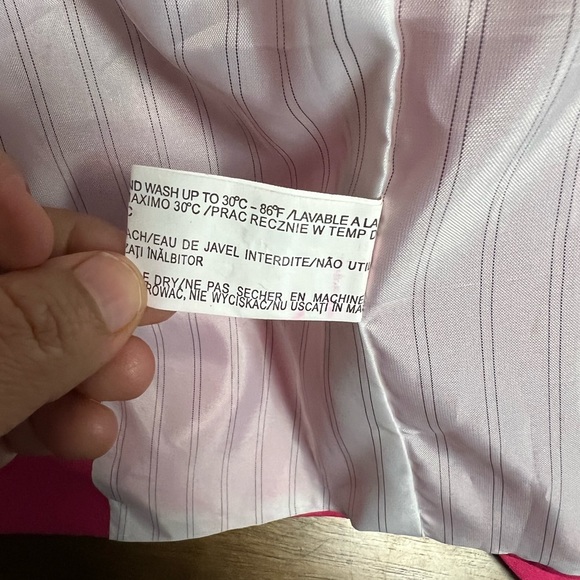 ND WASH UP TO 30°C - 86°F /LAVABLE A LA
MAXIMO 30°C /PRAC RECZNIE W TEMP D
C
ACH/EAU DE JAVEL INTERDITE/NÃO UTI
ZAȚI ÎNĂLBITOR
E DRY/NE PAS SECHER EN MACHINE
ROWAC, NIE WYCISKAC/NU USCAȚI ÎN MA